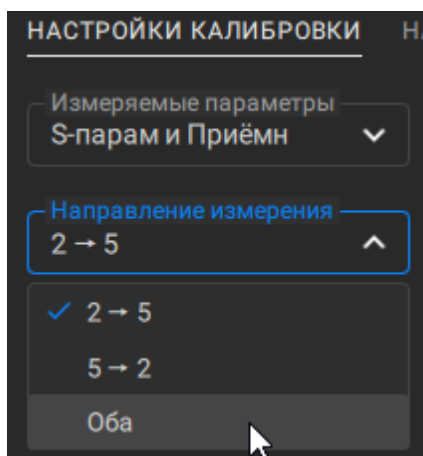 НАСТРОЙКИ КАЛИБРОВКИ Н
Измеряемые параметры
S-парам и Приёмн
Направление измерения
2 → 5
2 → 5
5 → 2
Оба